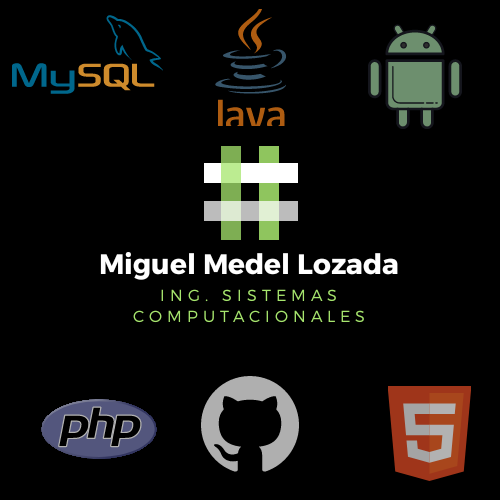 MySQL
Java
Miguel Medel Lozada
ING. SISTEMAS
COMPUTACIONALES
php
5